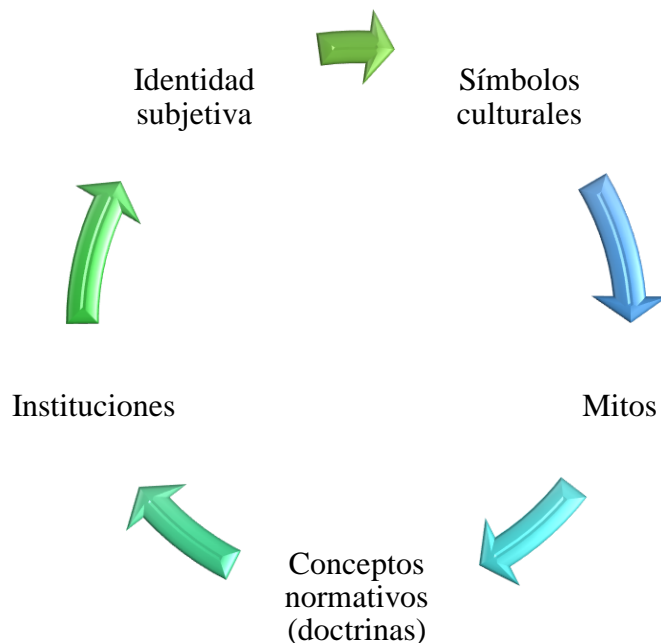 Identidad
subjetiva
Símbolos
culturales
Instituciones
Mitos
Conceptos
normativos
(doctrinas)